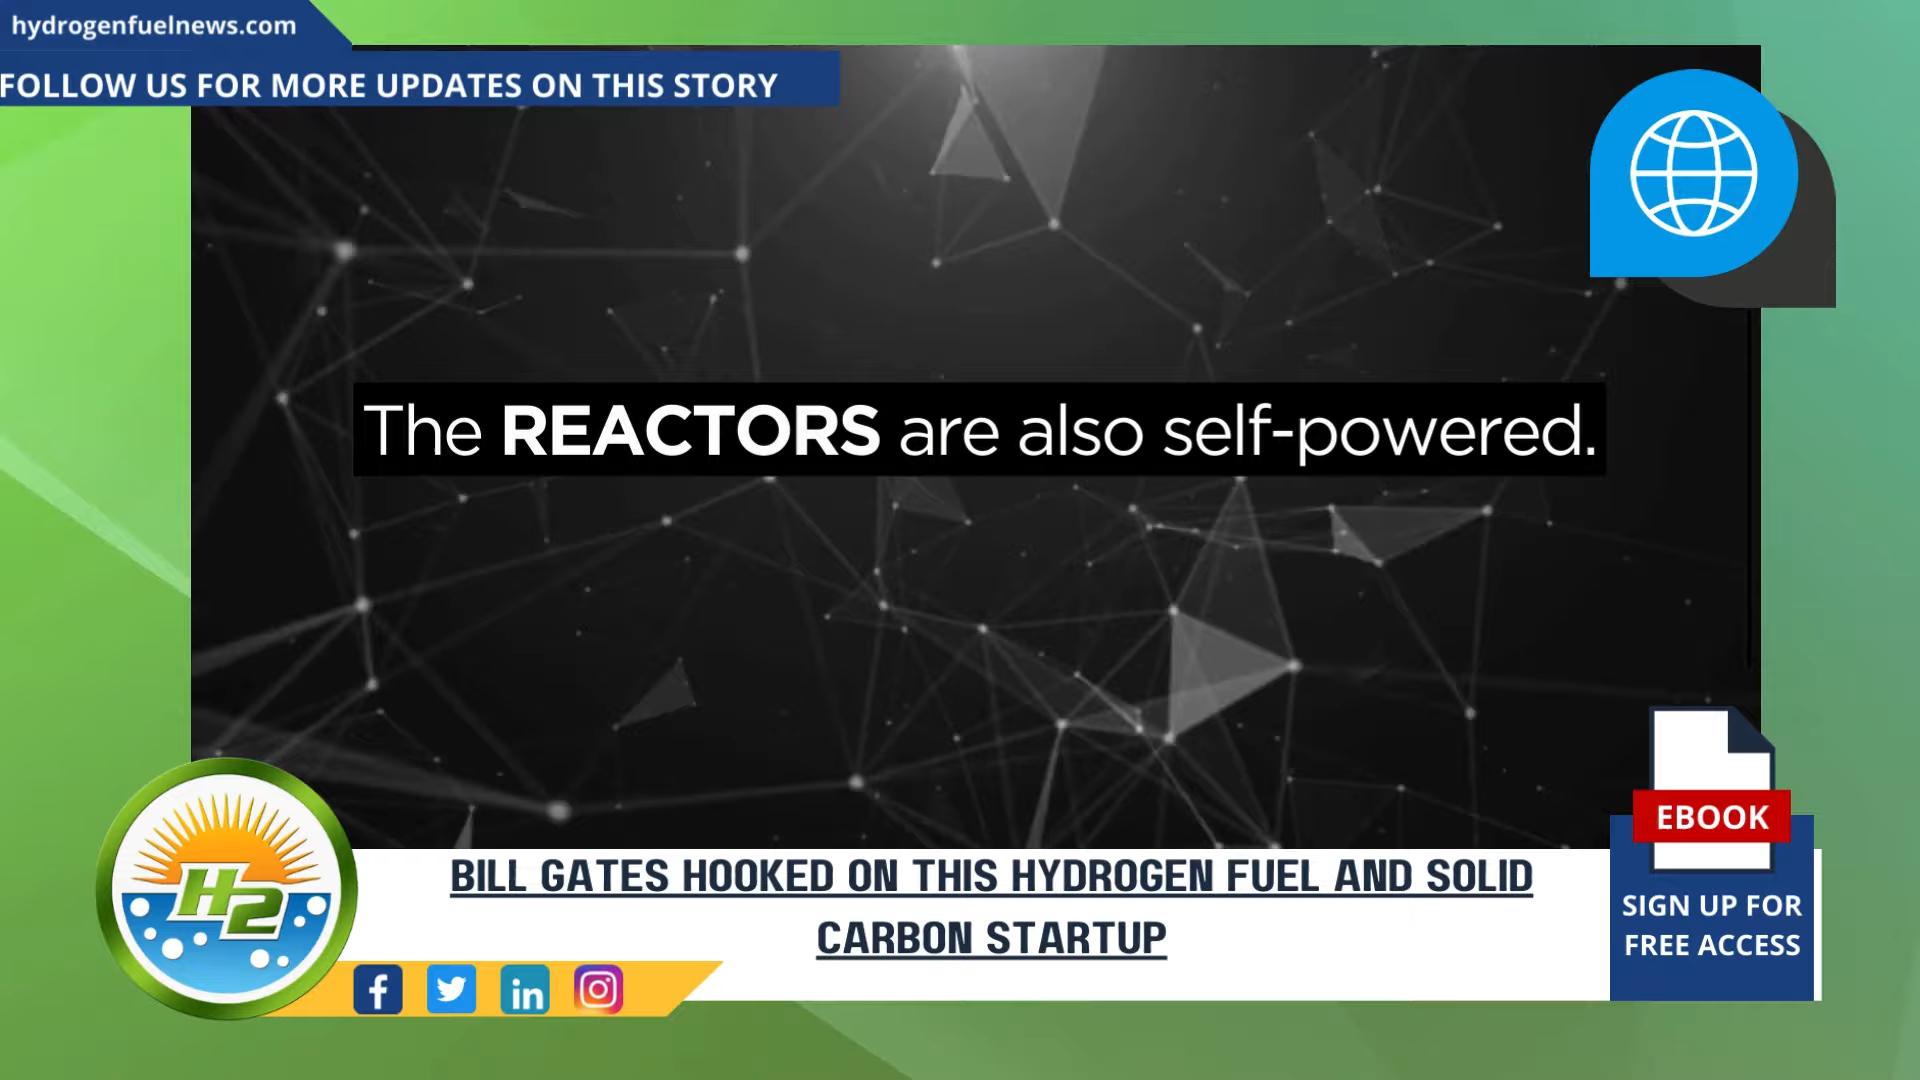 hydrogenfuelnews.com
FOLLOW US FOR MORE UPDATES ON THIS STORY
The REACTORS are also self-powered.
H2
BILL GATES HOOKED ON THIS HYDROGEN FUEL AND SOLID
CARBON STARTUP
EBOOK
SIGN UP FOR
FREE ACCESS